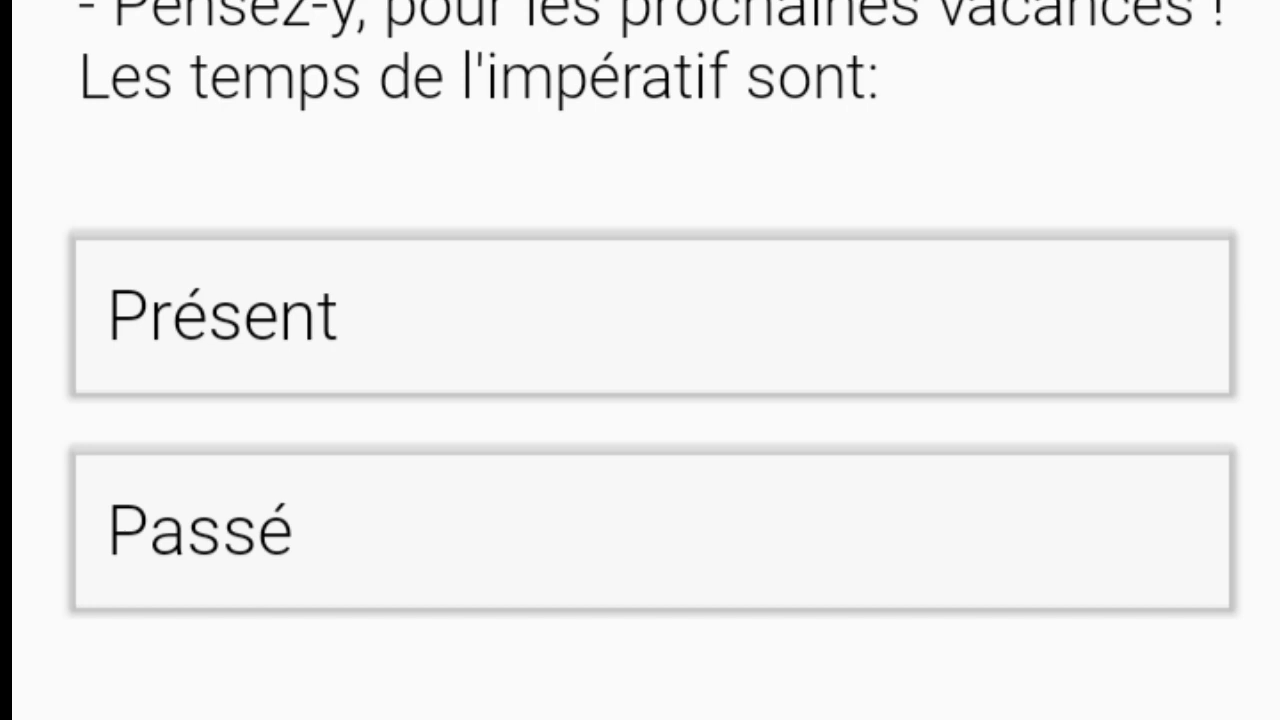 - Pensez-y, pour les prochaines vacances !
Les temps de l'impératif sont:
Présent
Passé